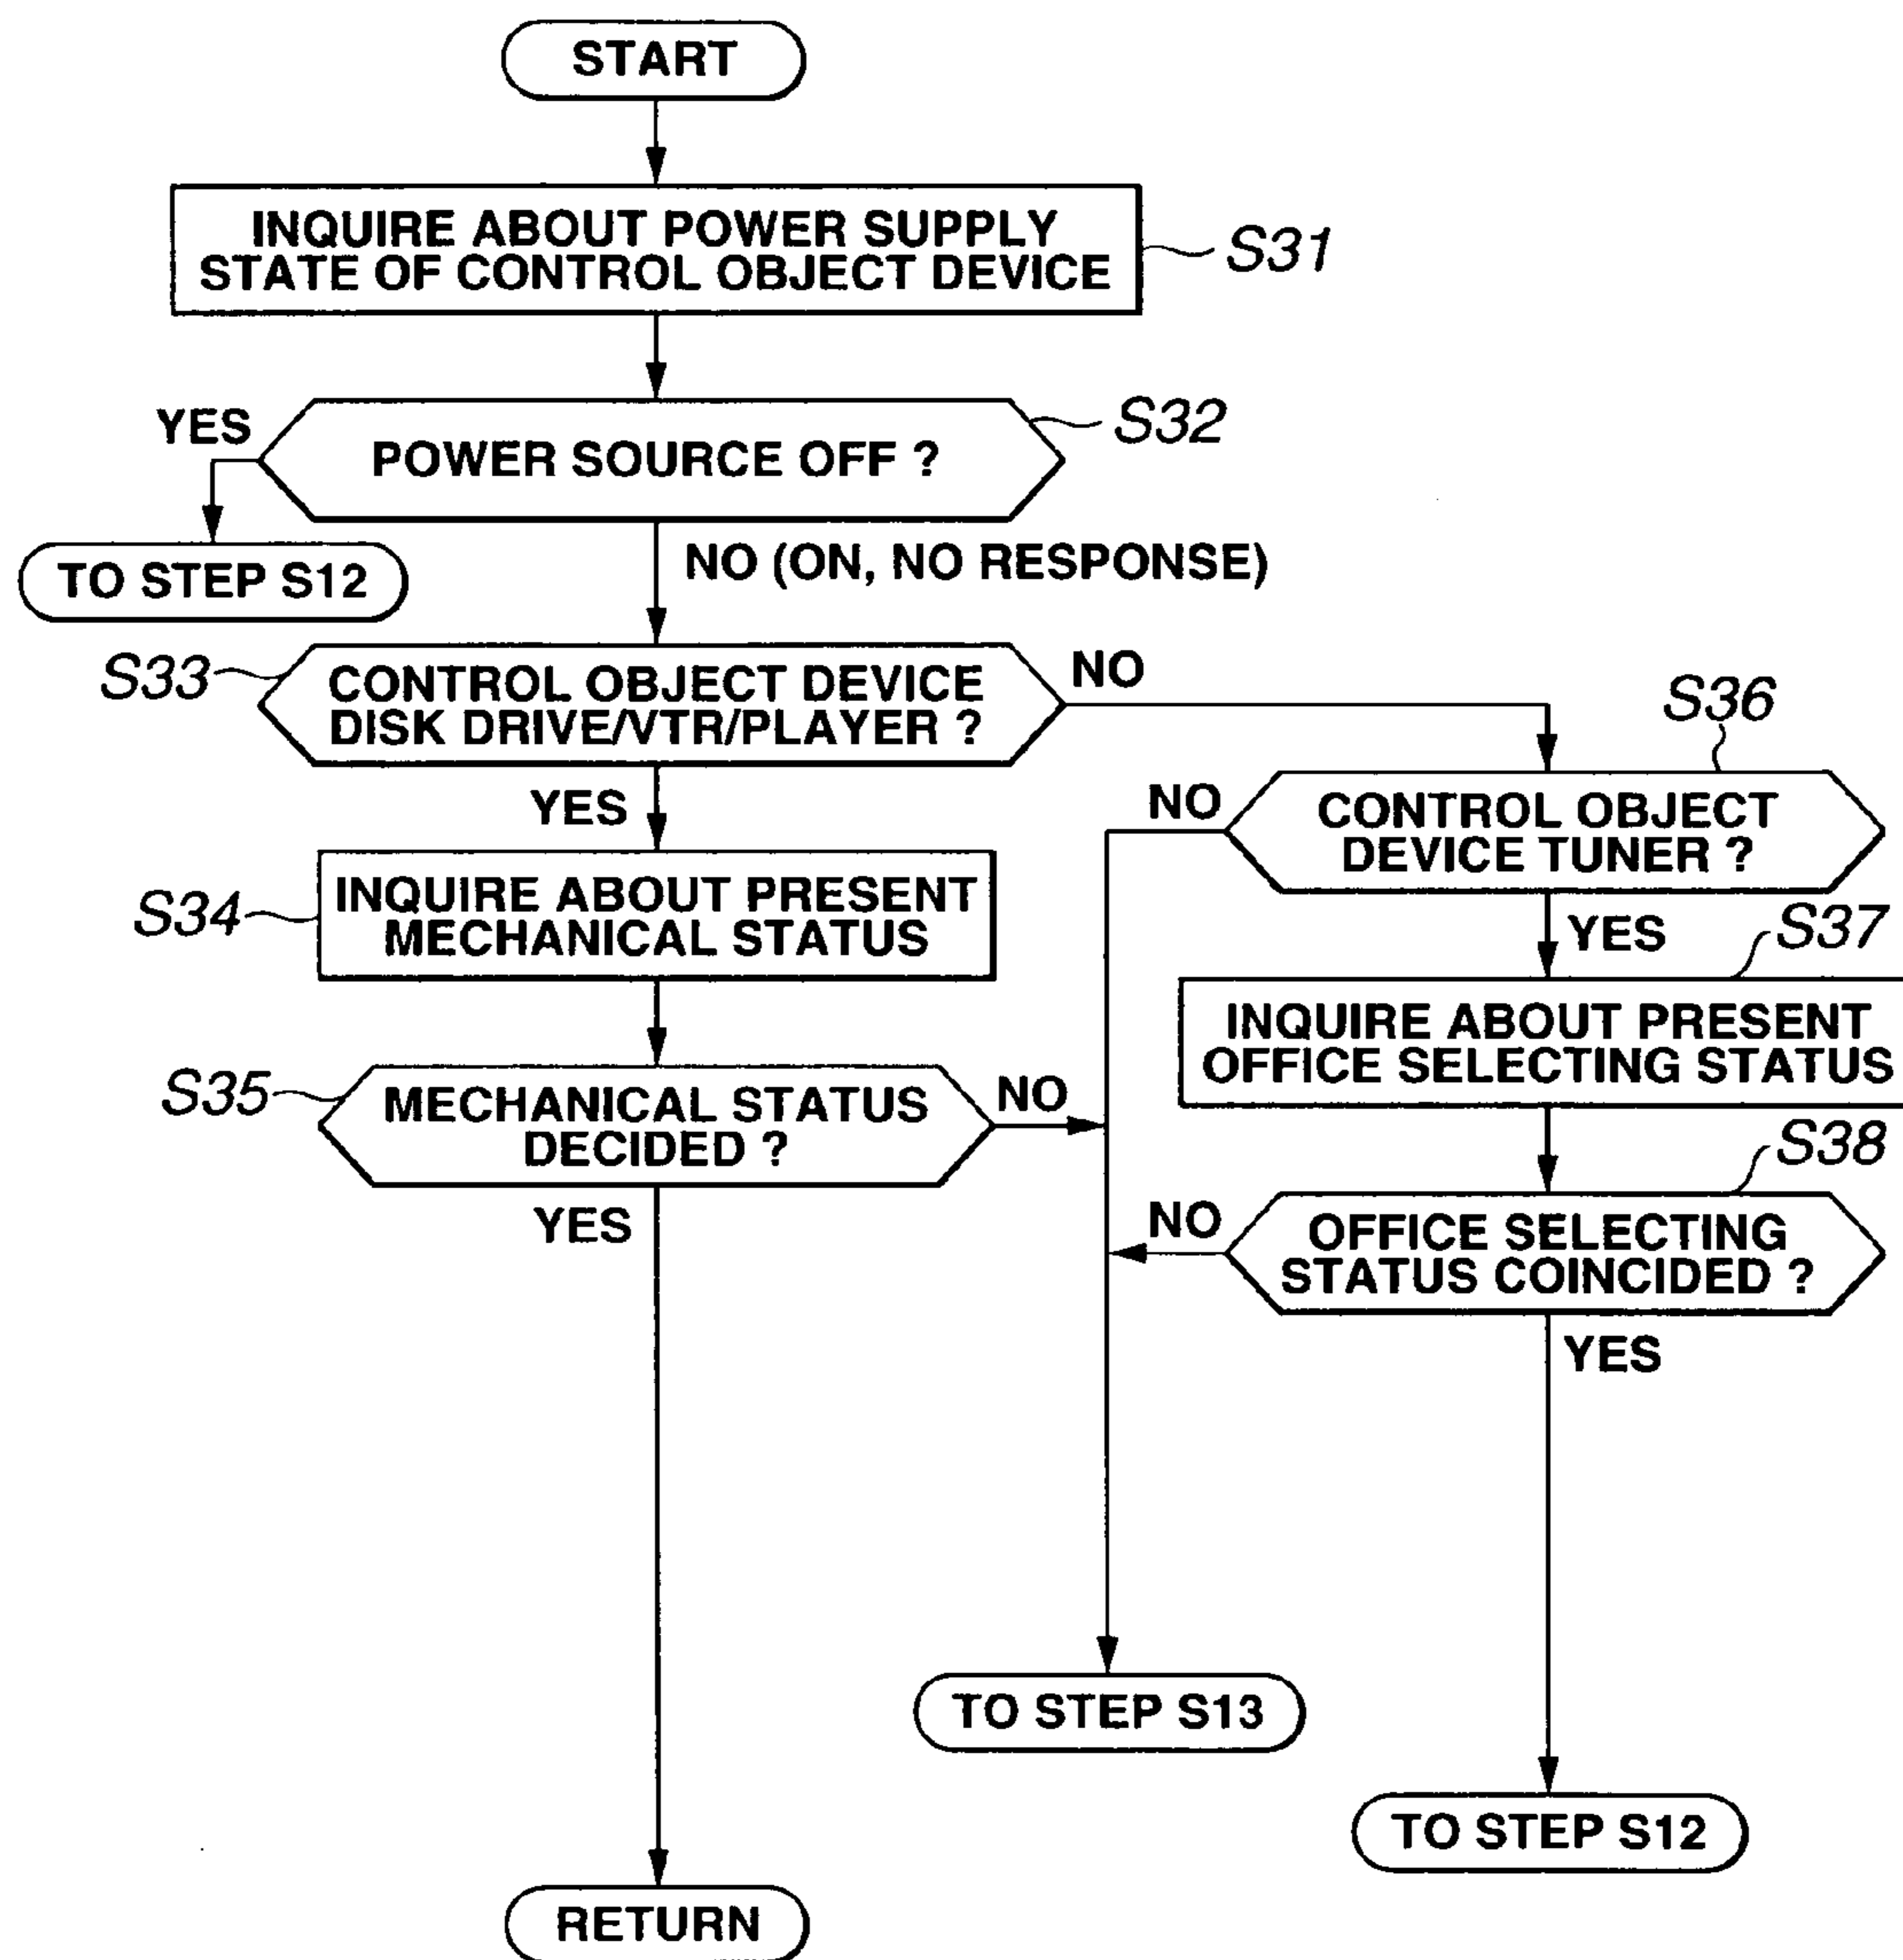 START
INQUIRE ABOUT POWER SUPPLY
STATE OF CONTROL OBJECT DEVICE
S31
YES
POWER SOURCE OFF ?
S32
TO STEP S12
NO (ON, NO RESPONSE)
S33
CONTROL OBJECT DEVICE
DISK DRIVE/VTR/PLAYER ?
NO
S36
YES
NO
CONTROL OBJECT
DEVICE TUNER ?
S34
INQUIRE ABOUT PRESENT
MECHANICAL STATUS
YES
S37
INQUIRE ABOUT PRESENT
OFFICE SELECTING STATUS
S35
MECHANICAL STATUS
DECIDED ?
NO
S38
YES
NO
OFFICE SELECTING
STATUS COINCIDED ?
YES
TO STEP S13
TO STEP S12
RETURN